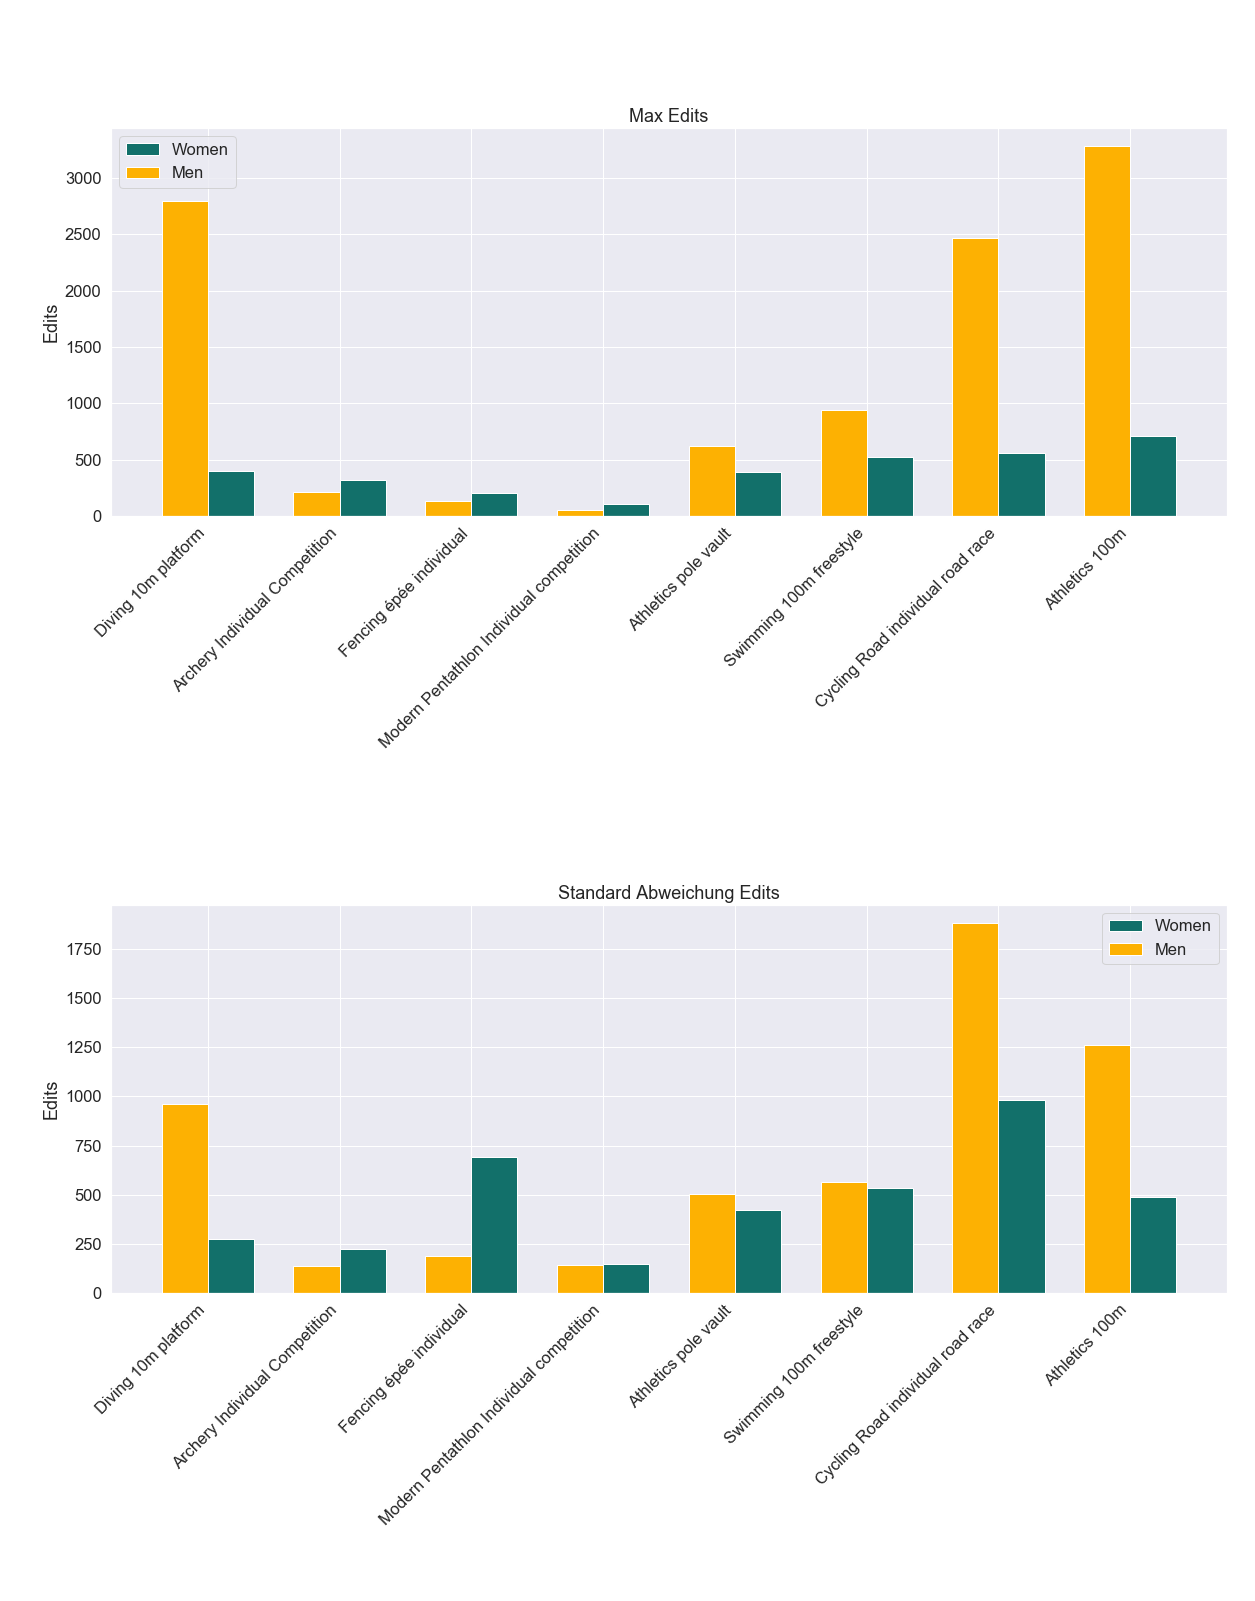 Max Edits
Women
Men
3000
2500
2000
1500
1000
500
0
Edits
Diving 10m platform
Archery Individual Competition
Fencing épée individual
Modern Pentathlon Individual competition
Athletics pole vault
Swimming 100m freestyle
Cycling Road individual road race
Athletics 100m
Standard Abweichung Edits
Women
Men
1750
1500
1250
1000
750
500
250
0
Edits
Diving 10m platform
Archery Individual Competition
Fencing épée individual
Modern Pentathlon Individual competition
Athletics pole vault
Swimming 100m freestyle
Cycling Road individual road race
Athletics 100m